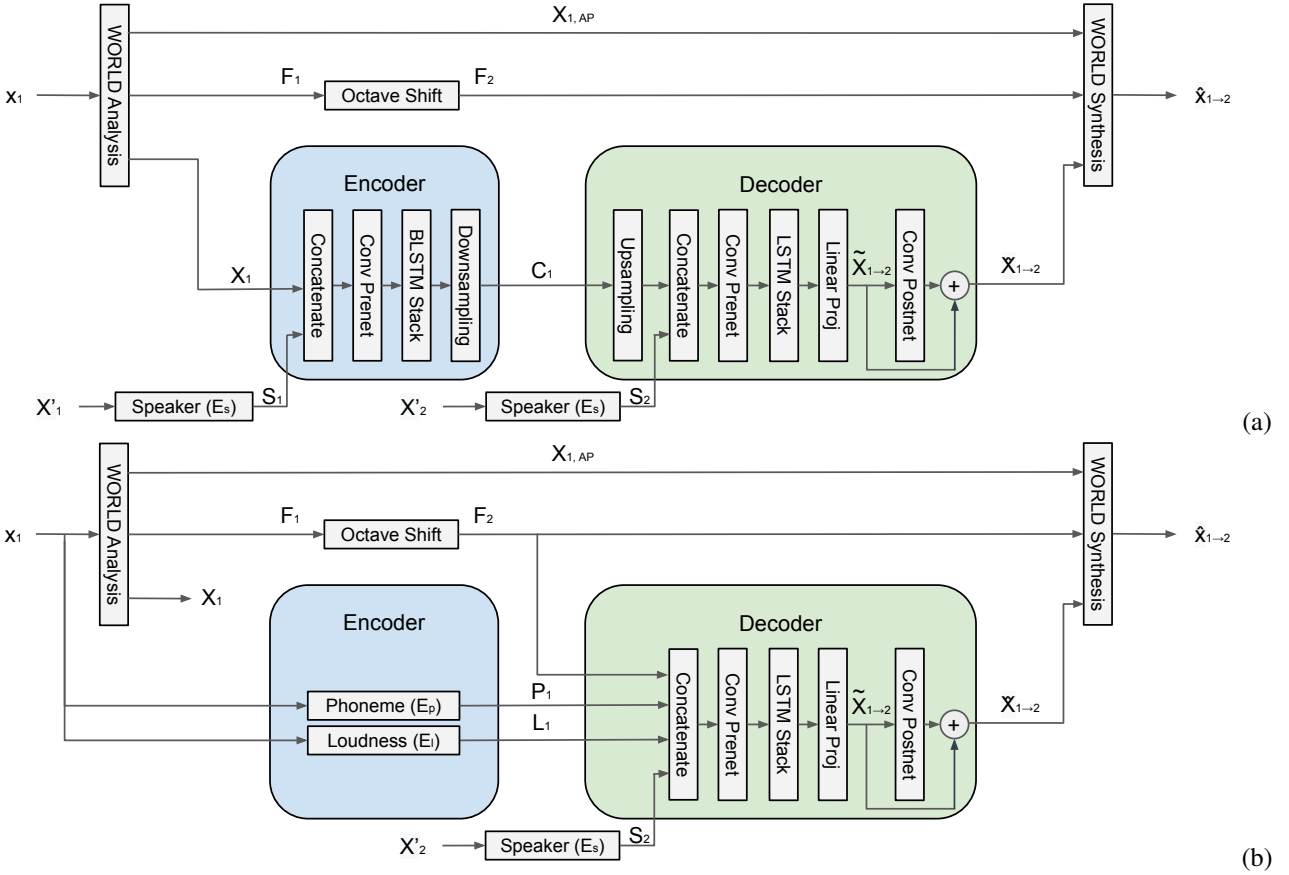 X₁, AP
WORLD Analysis
WORLD Synthesis
x₁
F₁
Octave Shift
F₂
x̂₁→₂
Encoder
Decoder
Concatenate
Conv Prenet
BLSTM Stack
Downsampling
Upsampling
Concatenate
Conv Prenet
LSTM Stack
Linear Proj
X̃₁→₂
Conv Postnet
+
X₁
C₁
X̂₁→₂
X'₁
Speaker (Eₛ)
S₁
X'₂
Speaker (Eₛ)
S₂
(a)
X₁, AP
WORLD Analysis
WORLD Synthesis
x₁
F₁
Octave Shift
F₂
x̂₁→₂
X₁
Encoder
Decoder
Phoneme (Eₚ)
P₁
Loudness (Eₗ)
L₁
Concatenate
Conv Prenet
LSTM Stack
Linear Proj
X̃₁→₂
Conv Postnet
+
X̂₁→₂
X'₂
Speaker (Eₛ)
S₂
(b)